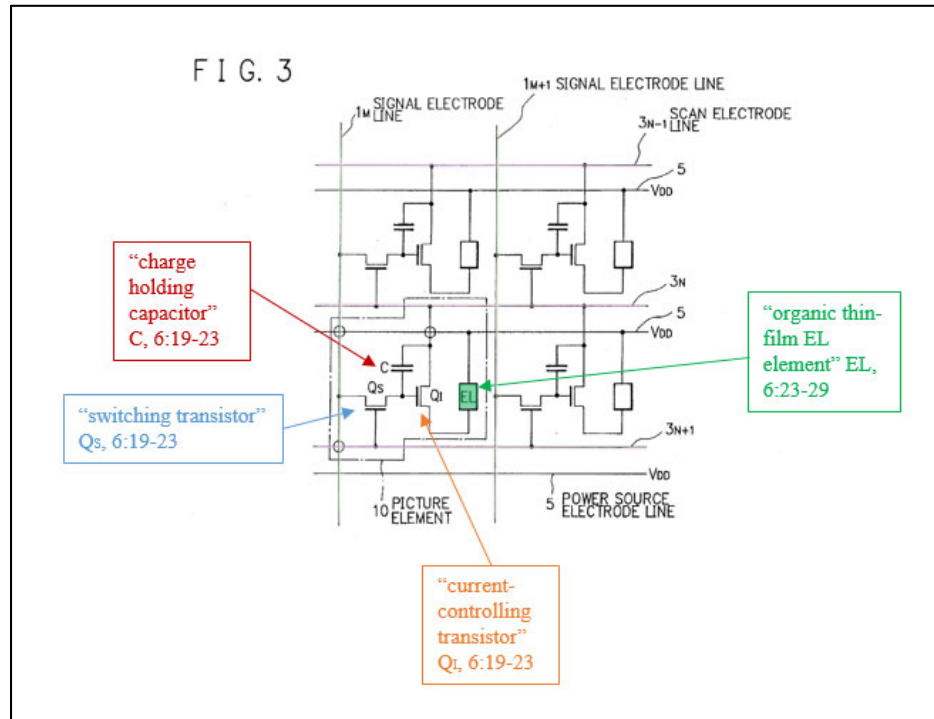 FIG. 3
1M SIGNAL ELECTRODE LINE
1M+1 SIGNAL ELECTRODE LINE
3N-1 SCAN ELECTRODE LINE
5
VDD
"charge
holding
capacitor"
C, 6:19-23
3N
5
VDD
"organic thin-
film EL
element" EL,
6:23-29
C
QS
QI
EL
"switching transistor"
QS, 6:19-23
3N+1
VDD
10 PICTURE ELEMENT
5 POWER SOURCE ELECTRODE LINE
"current-
controlling
transistor"
QI, 6:19-23